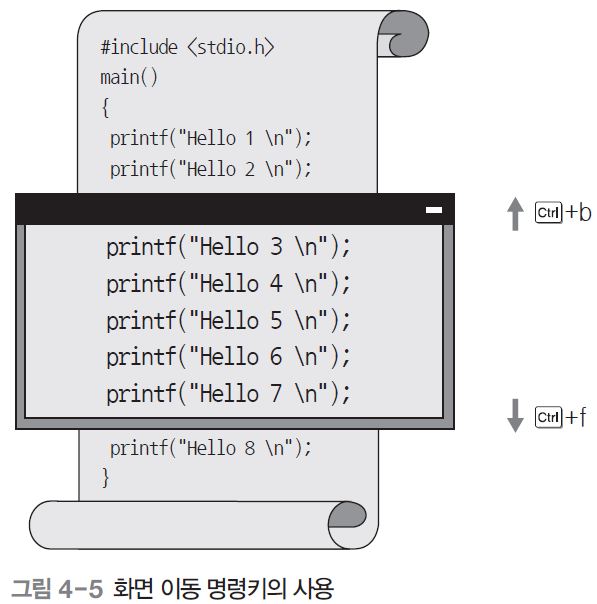 #include <stdio.h>
main()
{
printf("Hello 1 \n");
printf("Hello 2 \n");
Ctrl+b
printf("Hello 3 \n");
printf("Hello 4 \n");
printf("Hello 5 \n");
printf("Hello 6 \n");
printf("Hello 7 \n");
Ctrl+f
printf("Hello 8 \n");
}
그림 4-5 화면 이동 명령키의 사용